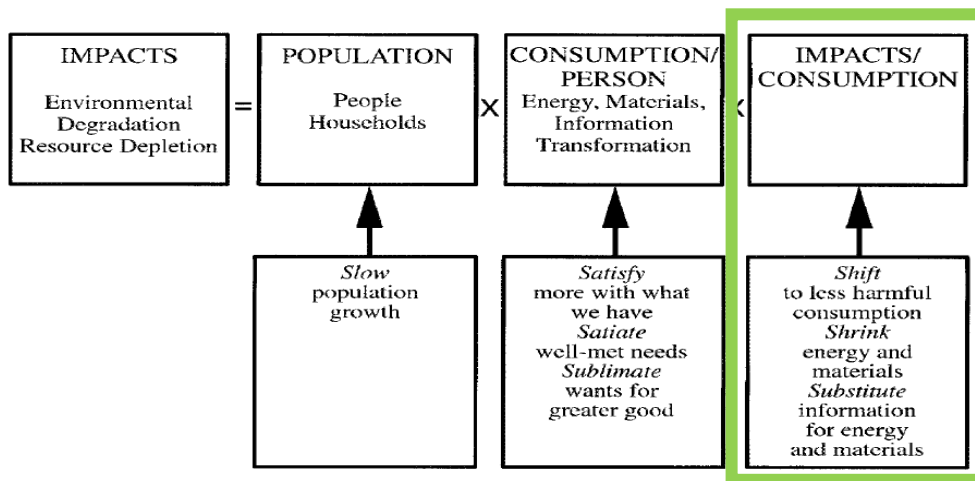 IMPACTS
Environmental
Degradation
Resource Depletion
=
POPULATION
People
Households
x
CONSUMPTION/
PERSON
Energy, Materials,
Information
Transformation
x
IMPACTS/
CONSUMPTION
Slow
population
growth
Satisfy
more with what
we have
Satiate
well-met needs
Sublimate
wants for
greater good
Shift
to less harmful
consumption
Shrink
energy and
materials
Substitute
information
for energy
and materials